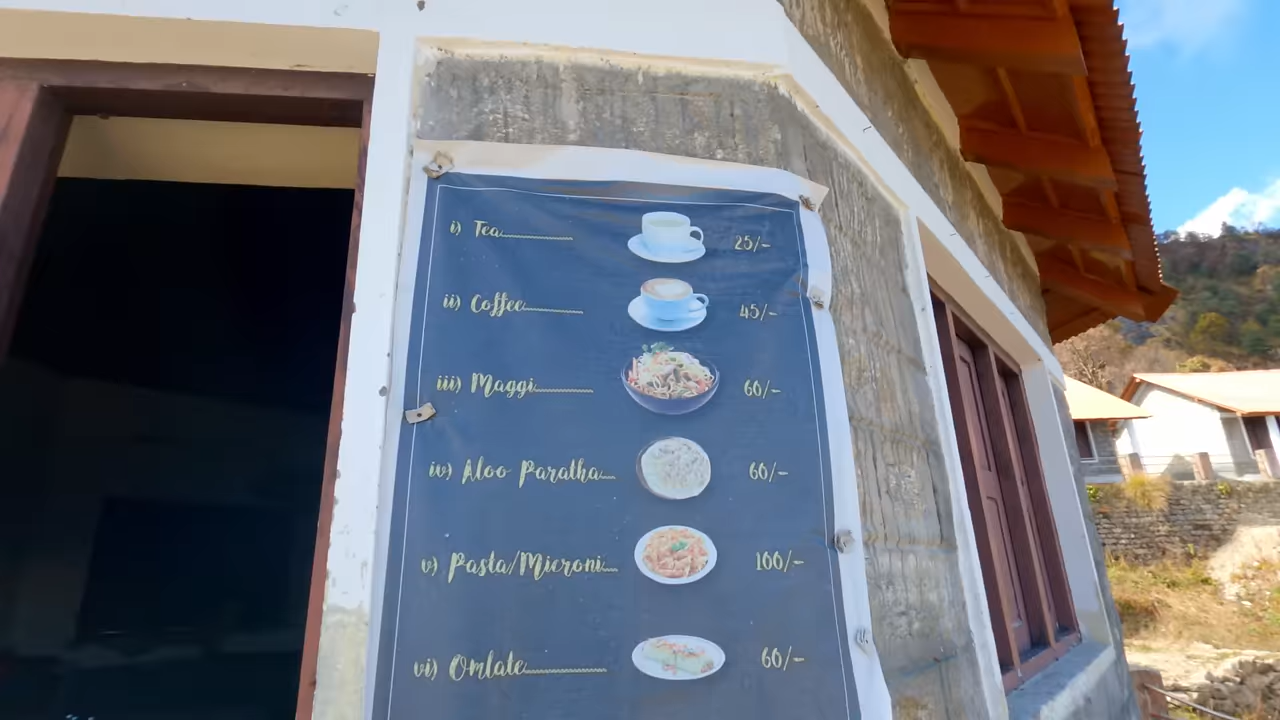 i) Tea 25/-
ii) Coffee 45/-
iii) Maggi 60/-
iv) Aloo Paratha 60/-
v) Pasta/Microni 100/-
vi) Omlate 60/-